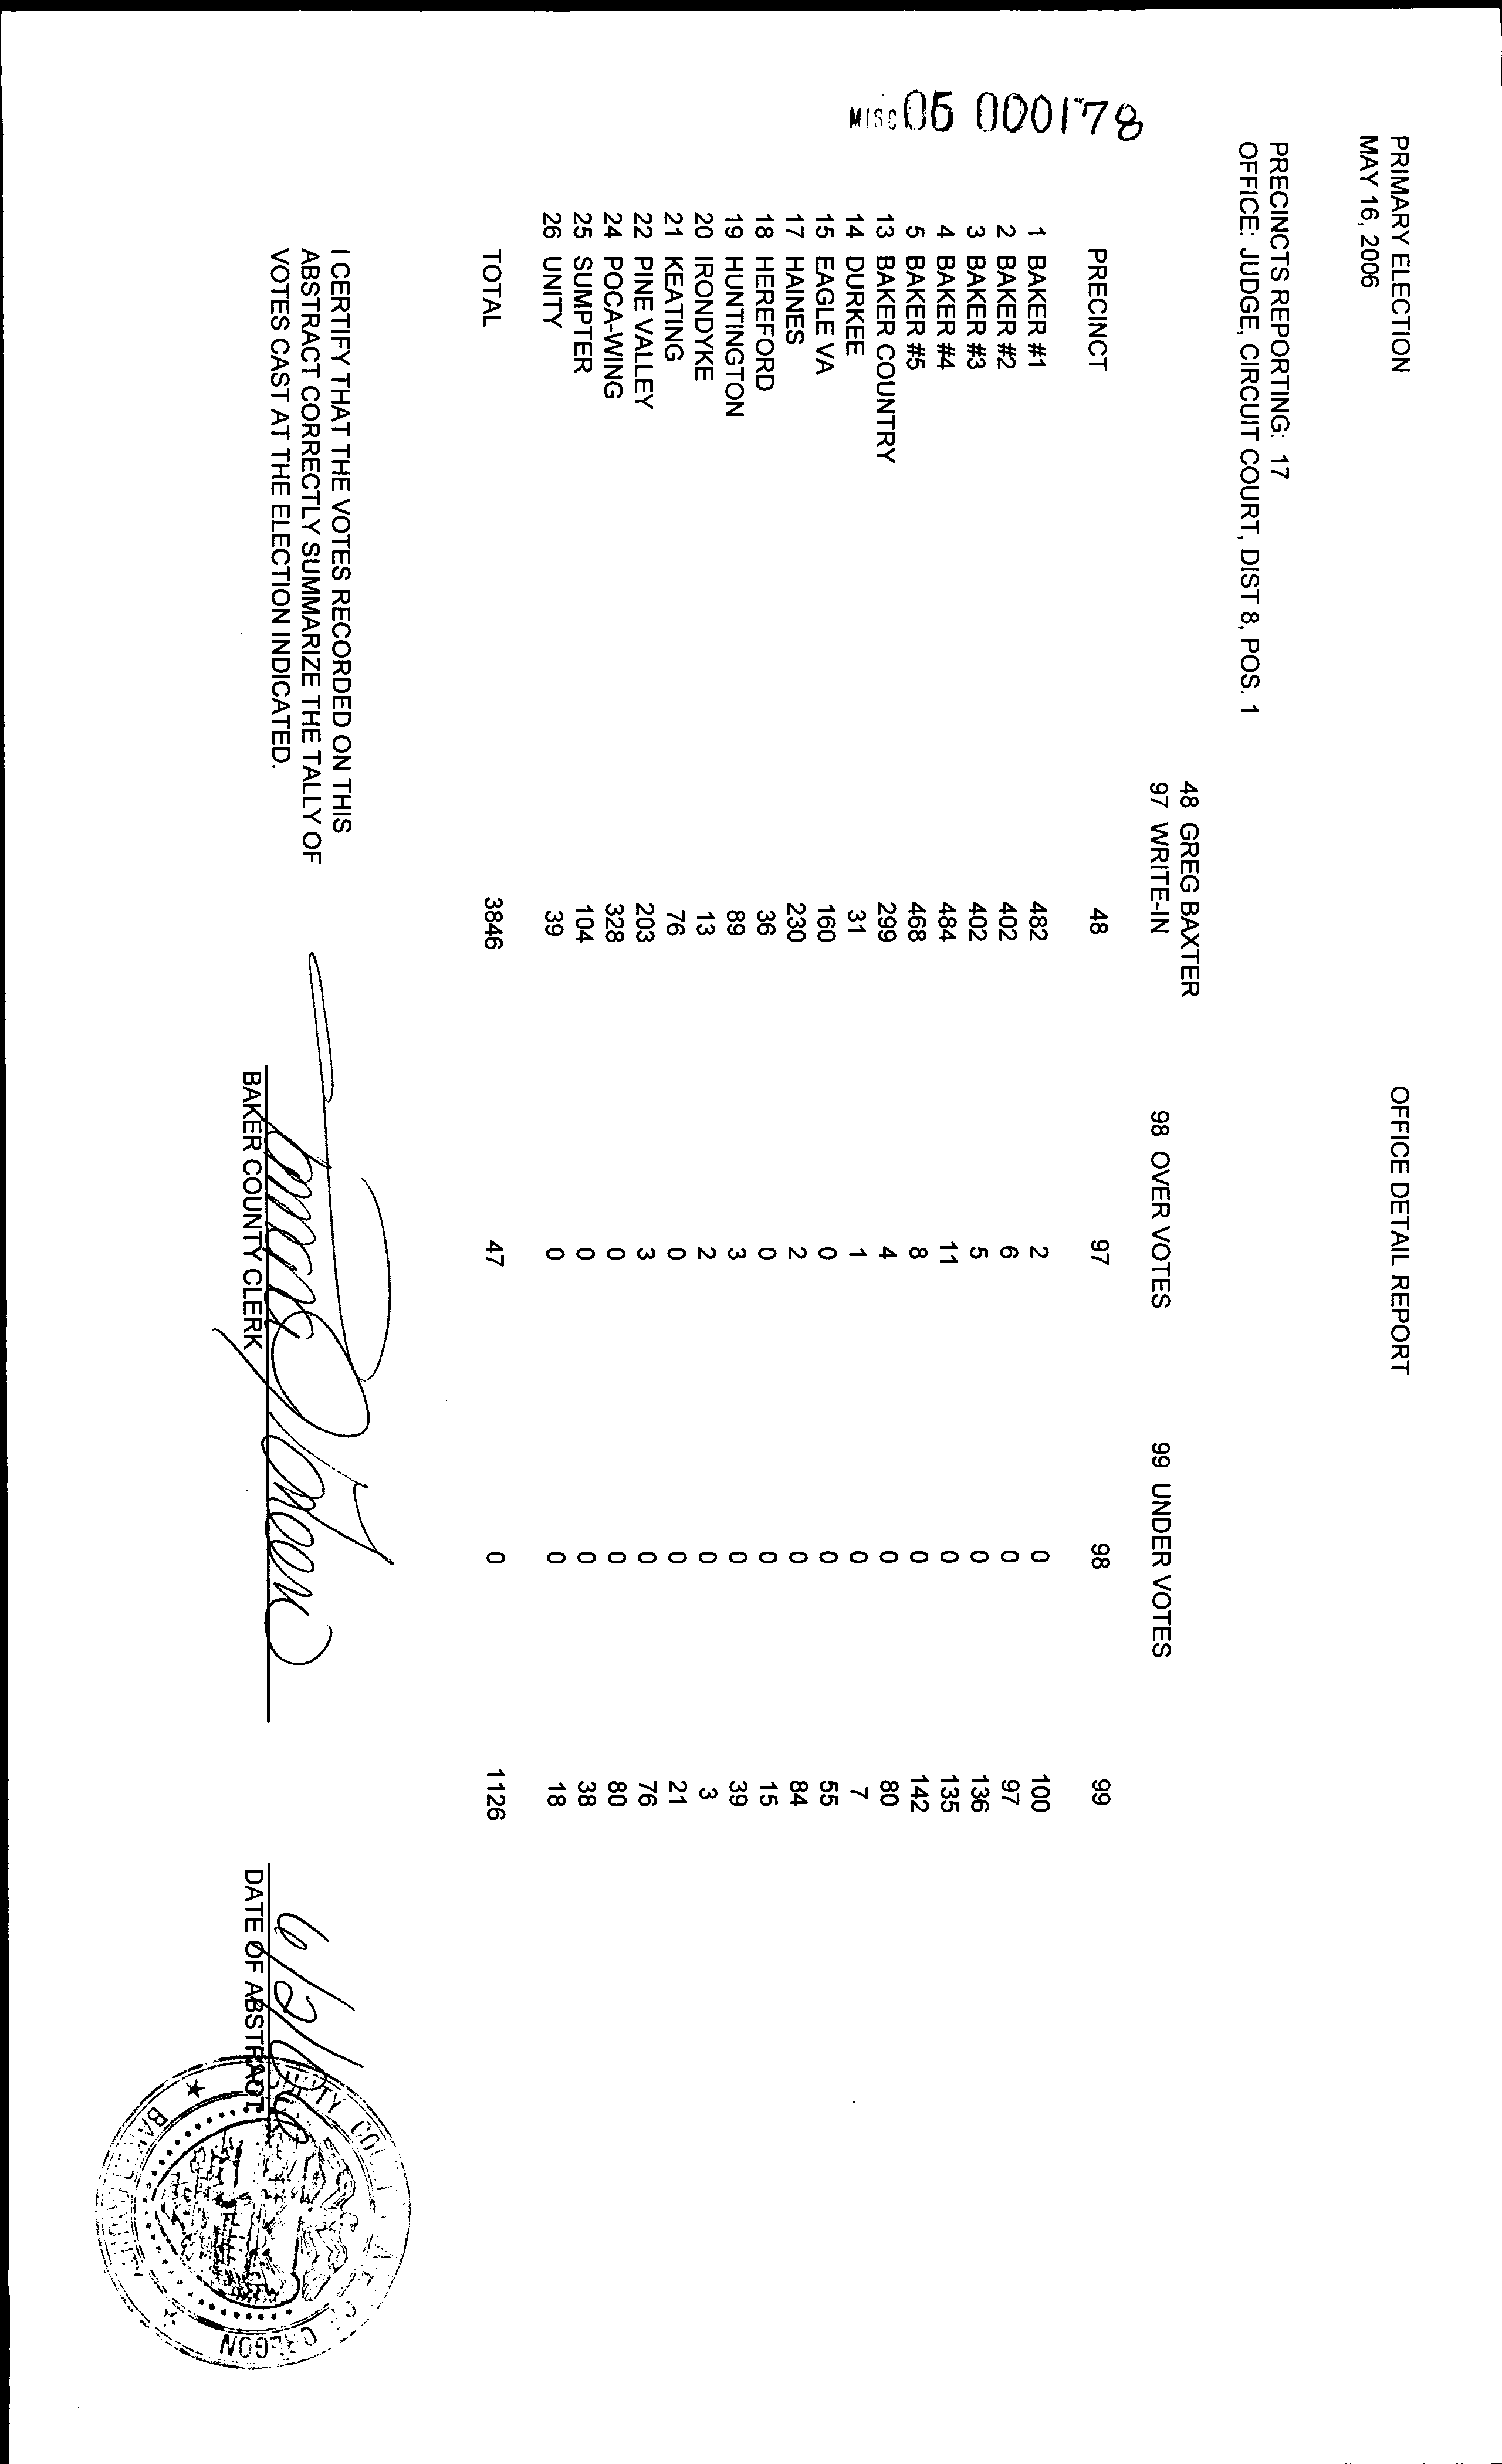 PRIMARY ELECTION OFFICE DETAIL REPORT
MAY 16, 2006
PRECINCTS REPORTING: 17
OFFICE: JUDGE, CIRCUIT COURT, DIST 8, POS. 1
48 GREG BAXTER
97 WRITE-IN 98 OVER VOTES 99 UNDER VOTES
PRECINCT 48 97 98 99
1 BAKER #1 482 2 0 100
2 BAKER #2 402 6 0 97
3 BAKER #3 402 5 0 136
4 BAKER #4 484 11 0 135
5 BAKER #5 468 8 0 142
13 BAKER COUNTRY 299 4 0 80
14 DURKEE 31 1 0 7
15 EAGLE VA 160 0 0 55
17 HAINES 230 2 0 84
18 HEREFORD 36 0 0 15
19 HUNTINGTON 89 3 0 39
20 IRONDYKE 13 2 0 3
21 KEATING 76 0 0 21
22 PINE VALLEY 203 3 0 76
24 POCA-WING 328 0 0 80
25 SUMPTER 104 0 0 38
26 UNITY 39 0 0 18
TOTAL 3846 47 0 1126
I CERTIFY THAT THE VOTES RECORDED ON THIS
ABSTRACT CORRECTLY SUMMARIZE THE TALLY OF
VOTES CAST AT THE ELECTION INDICATED.
BAKER COUNTY CLERK DATE OF ABSTRACT
MISC 06 000178